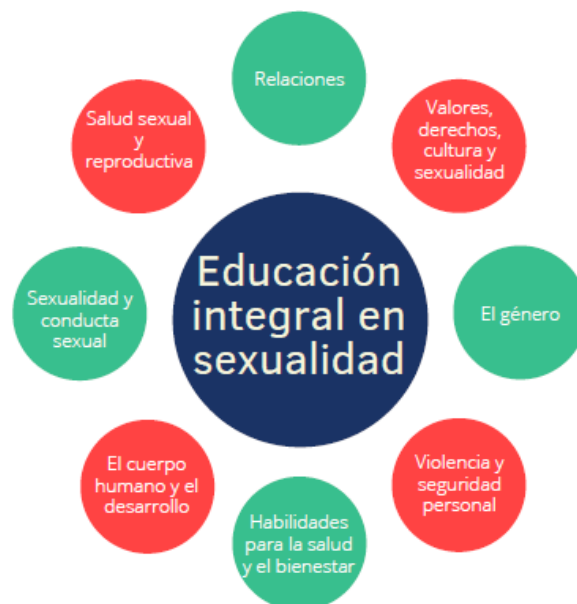 Relaciones
Valores,
derechos,
cultura y
sexualidad
El género
Violencia y
seguridad
personal
Habilidades
para la salud
y el bienestar
El cuerpo
humano y el
desarrollo
Sexualidad y
conducta
sexual
Salud sexual
y
reproductiva
Educación
integral en
sexualidad